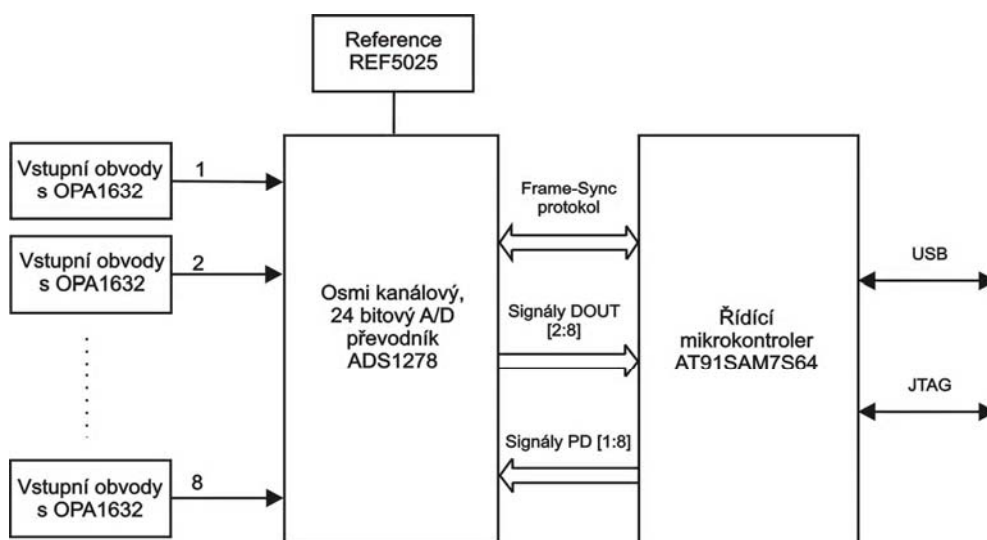 Reference
REF5025
Vstupní obvody
s OPA1632
1
Vstupní obvody
s OPA1632
2
Vstupní obvody
s OPA1632
8
Osmi kanálový,
24 bitový A/D
převodník
ADS1278
Frame-Sync
protokol
Signály DOUT
[2:8]
Signály PD [1:8]
Řídící
mikrokontroler
AT91SAM7S64
USB
JTAG